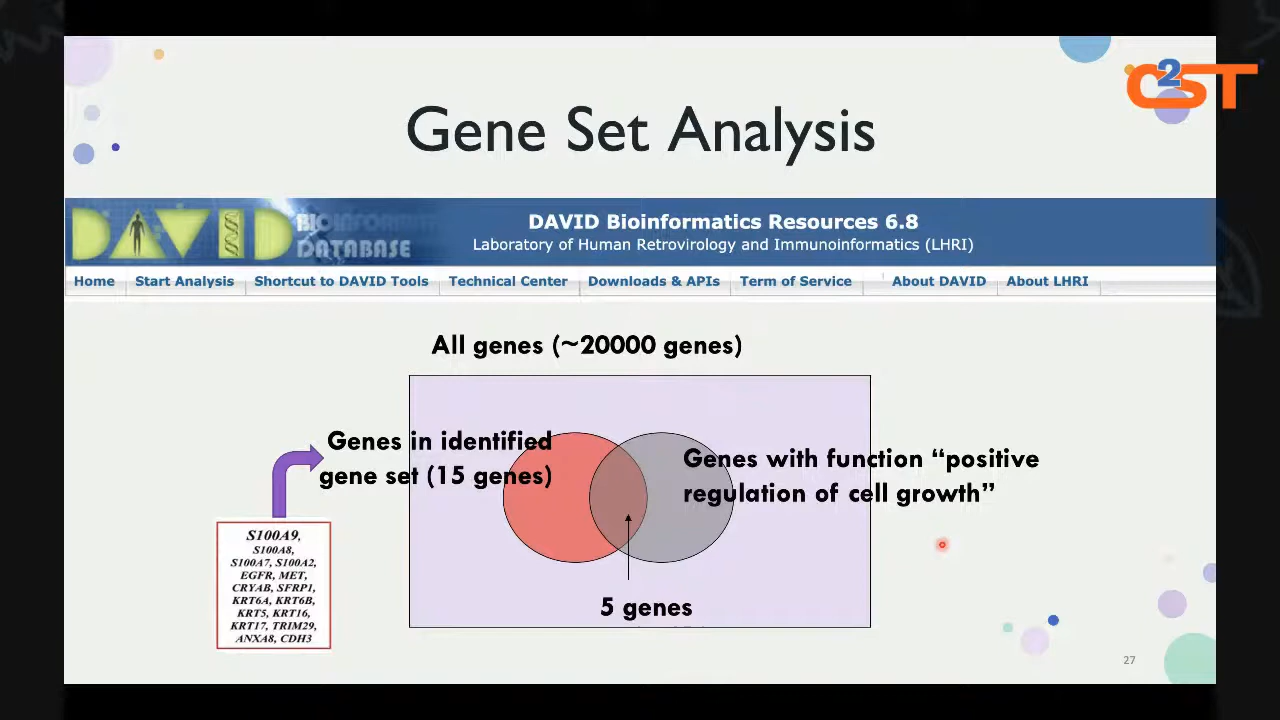 C2ST
Gene Set Analysis
DAVID BIOINFORMATICS DATABASE
DAVID Bioinformatics Resources 6.8
Laboratory of Human Retrovirology and Immunoinformatics (LHRI)
Home Start Analysis Shortcut to DAVID Tools Technical Center Downloads & APIs Term of Service About DAVID About LHRI
All genes (~20000 genes)
Genes in identified
gene set (15 genes)
Genes with function “positive
regulation of cell growth”
S100A9,
S100A8,
S100A7, S100A2,
EGFR, MET,
CRYAB, SFRP1,
KRT6A, KRT6B,
KRT5, KRT16,
KRT17, TRIM29,
ANXA8, CDH3
5 genes
27